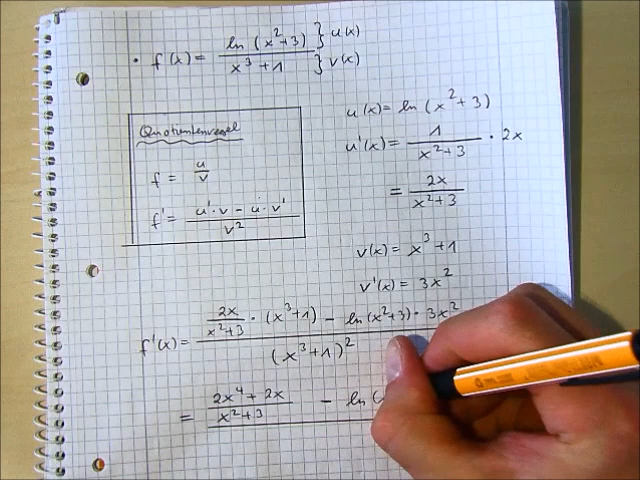 • f(x) = ln (x²+3) / x³+1 } u(x) } v(x)
Quotientenregel
f = u/v
f' = u'·v - u·v' / v²
u(x) = ln (x²+3)
u'(x) = 1/x²+3 · 2x
= 2x/x²+3
v(x) = x³+1
v'(x) = 3x²
f'(x) = 2x/x²+3 · (x³+1) - ln(x²+3) · 3x² / (x³+1)²
= 2x⁴+2x/x²+3 - ln(